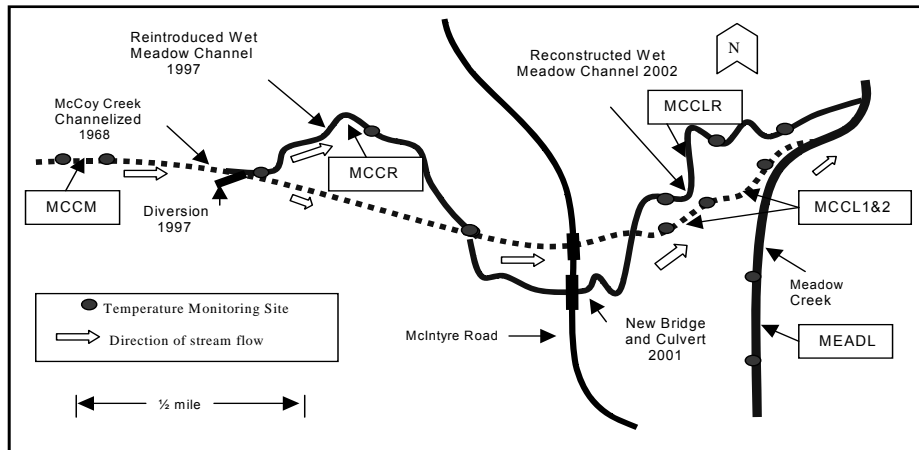 Reintroduced Wet
Meadow Channel
1997
McCoy Creek
Channelized
1968
MCCM
Diversion
1997
MCCR
Reconstructed Wet
Meadow Channel 2002
N
MCCLR
MCCL1&2
Meadow
Creek
MEADL
New Bridge
and Culvert
2001
McIntyre Road
Temperature Monitoring Site
Direction of stream flow
½ mile